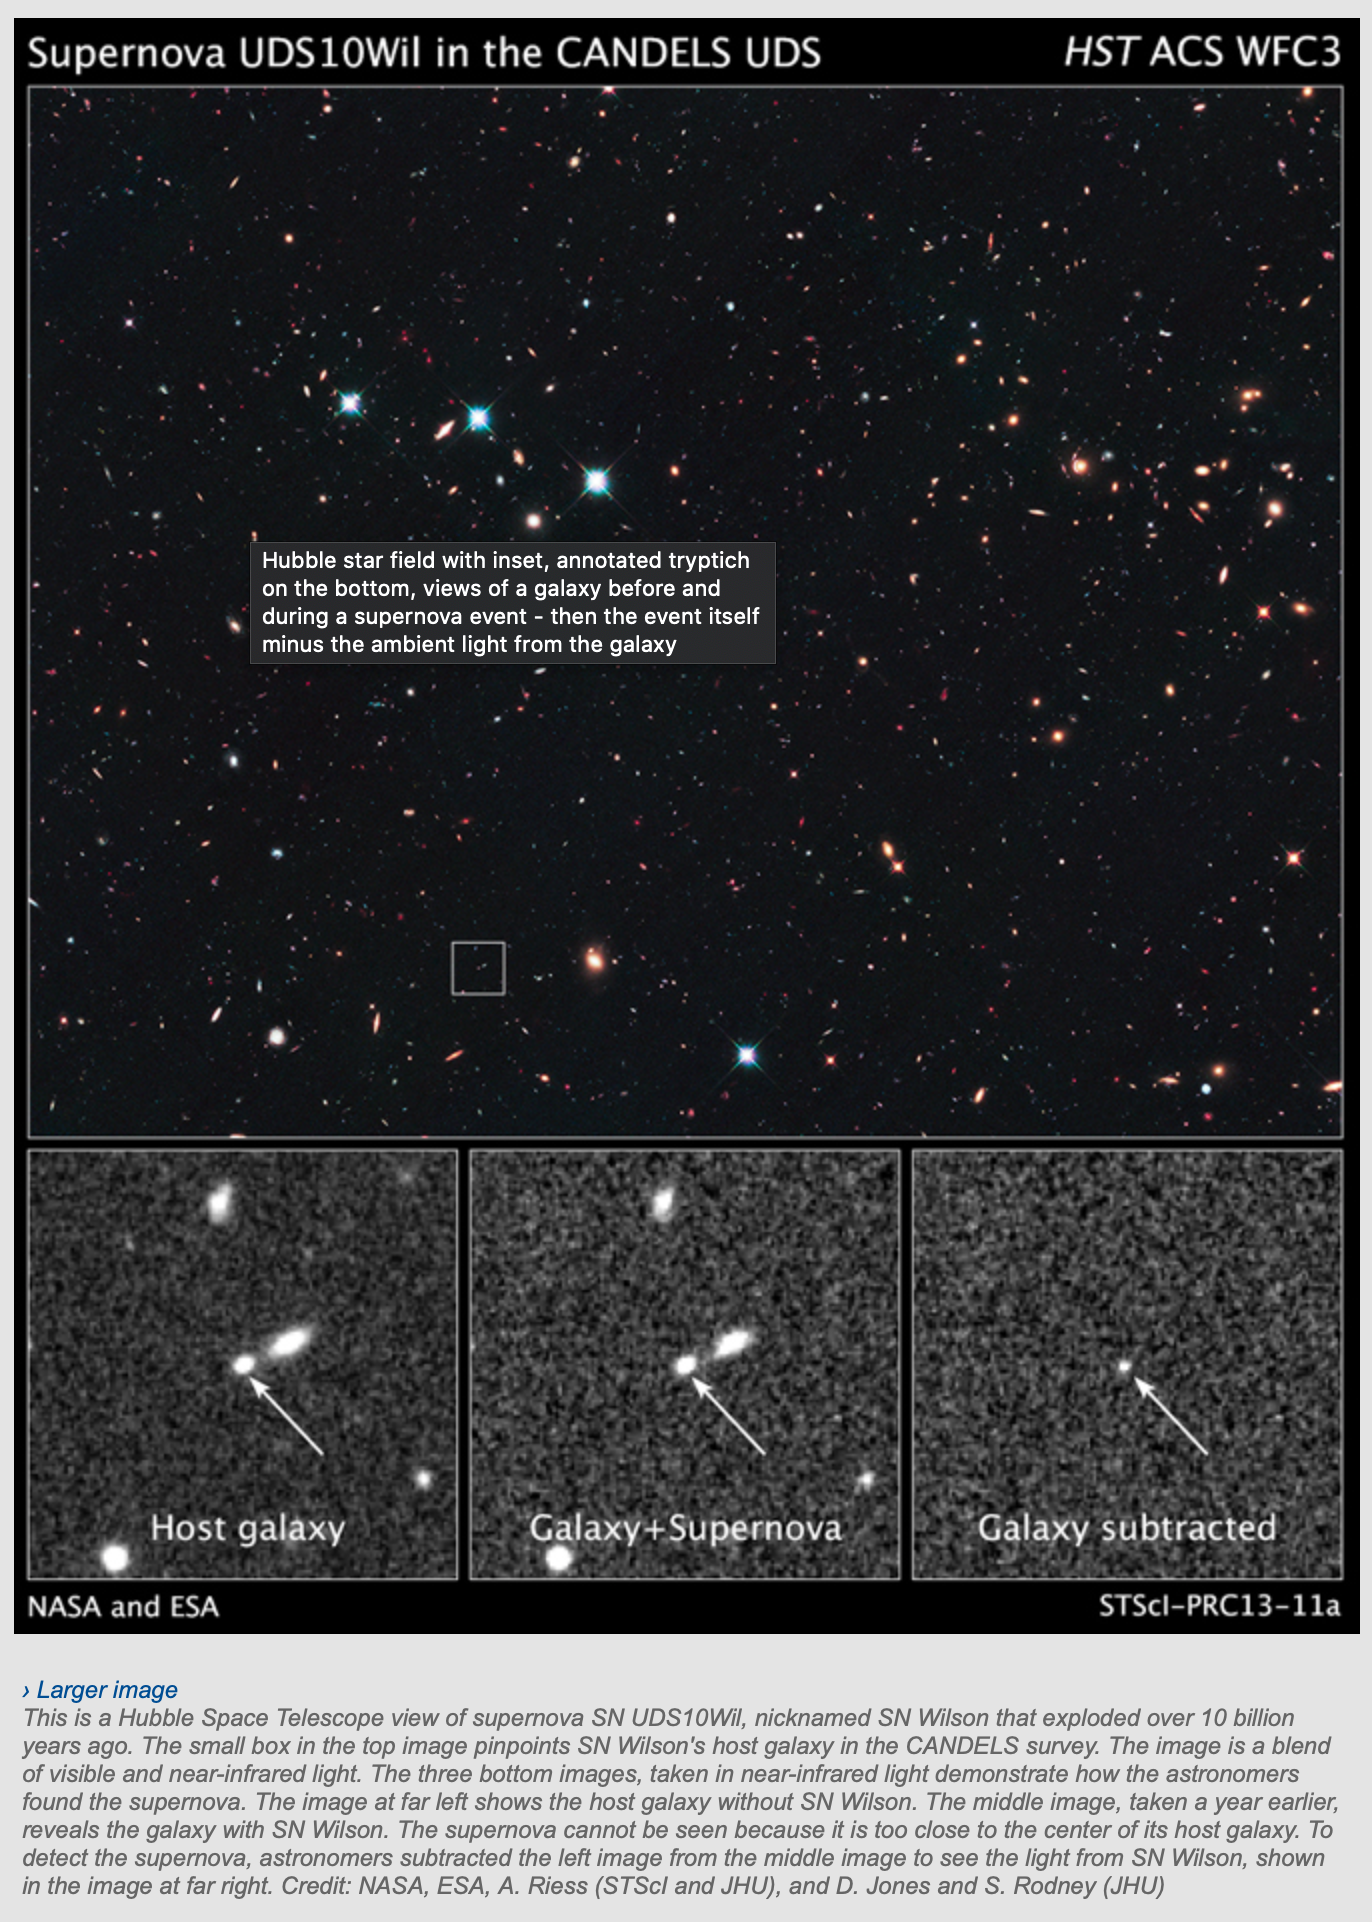 Supernova UDS10Wil in the CANDELS UDS
HST ACS WFC3
Hubble star field with inset, annotated tryptich
on the bottom, views of a galaxy before and
during a supernova event - then the event itself
minus the ambient light from the galaxy
Host galaxy
Galaxy+Supernova
Galaxy subtracted
NASA and ESA
STScI-PRC13-11a
› Larger image
This is a Hubble Space Telescope view of supernova SN UDS10Wil, nicknamed SN Wilson that exploded over 10 billion
years ago. The small box in the top image pinpoints SN Wilson's host galaxy in the CANDELS survey. The image is a blend
of visible and near-infrared light. The three bottom images, taken in near-infrared light demonstrate how the astronomers
found the supernova. The image at far left shows the host galaxy without SN Wilson. The middle image, taken a year earlier,
reveals the galaxy with SN Wilson. The supernova cannot be seen because it is too close to the center of its host galaxy. To
detect the supernova, astronomers subtracted the left image from the middle image to see the light from SN Wilson, shown
in the image at far right. Credit: NASA, ESA, A. Riess (STScI and JHU), and D. Jones and S. Rodney (JHU)